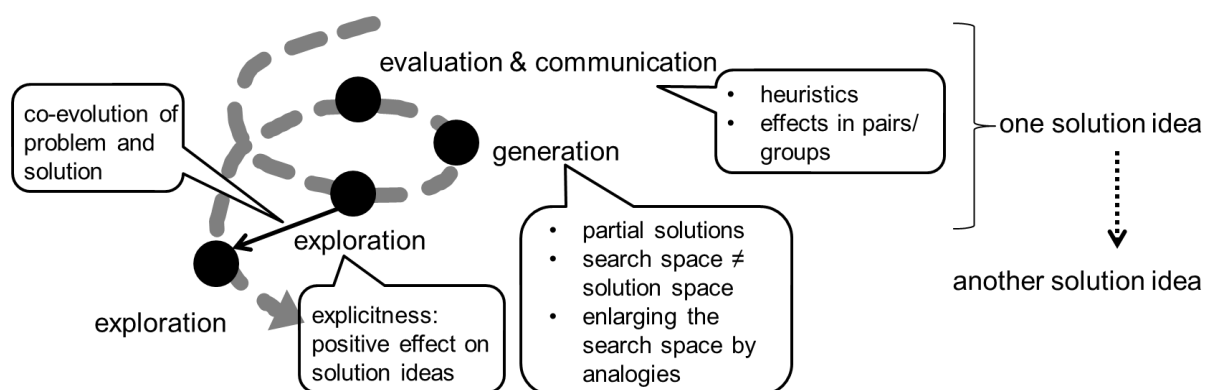 evaluation & communication
• heuristics
• effects in pairs/
groups
co-evolution of
problem and
solution
generation
one solution idea
• partial solutions
• search space ≠
solution space
• enlarging the
search space by
analogies
exploration
another solution idea
exploration
explicitness:
positive effect on
solution ideas